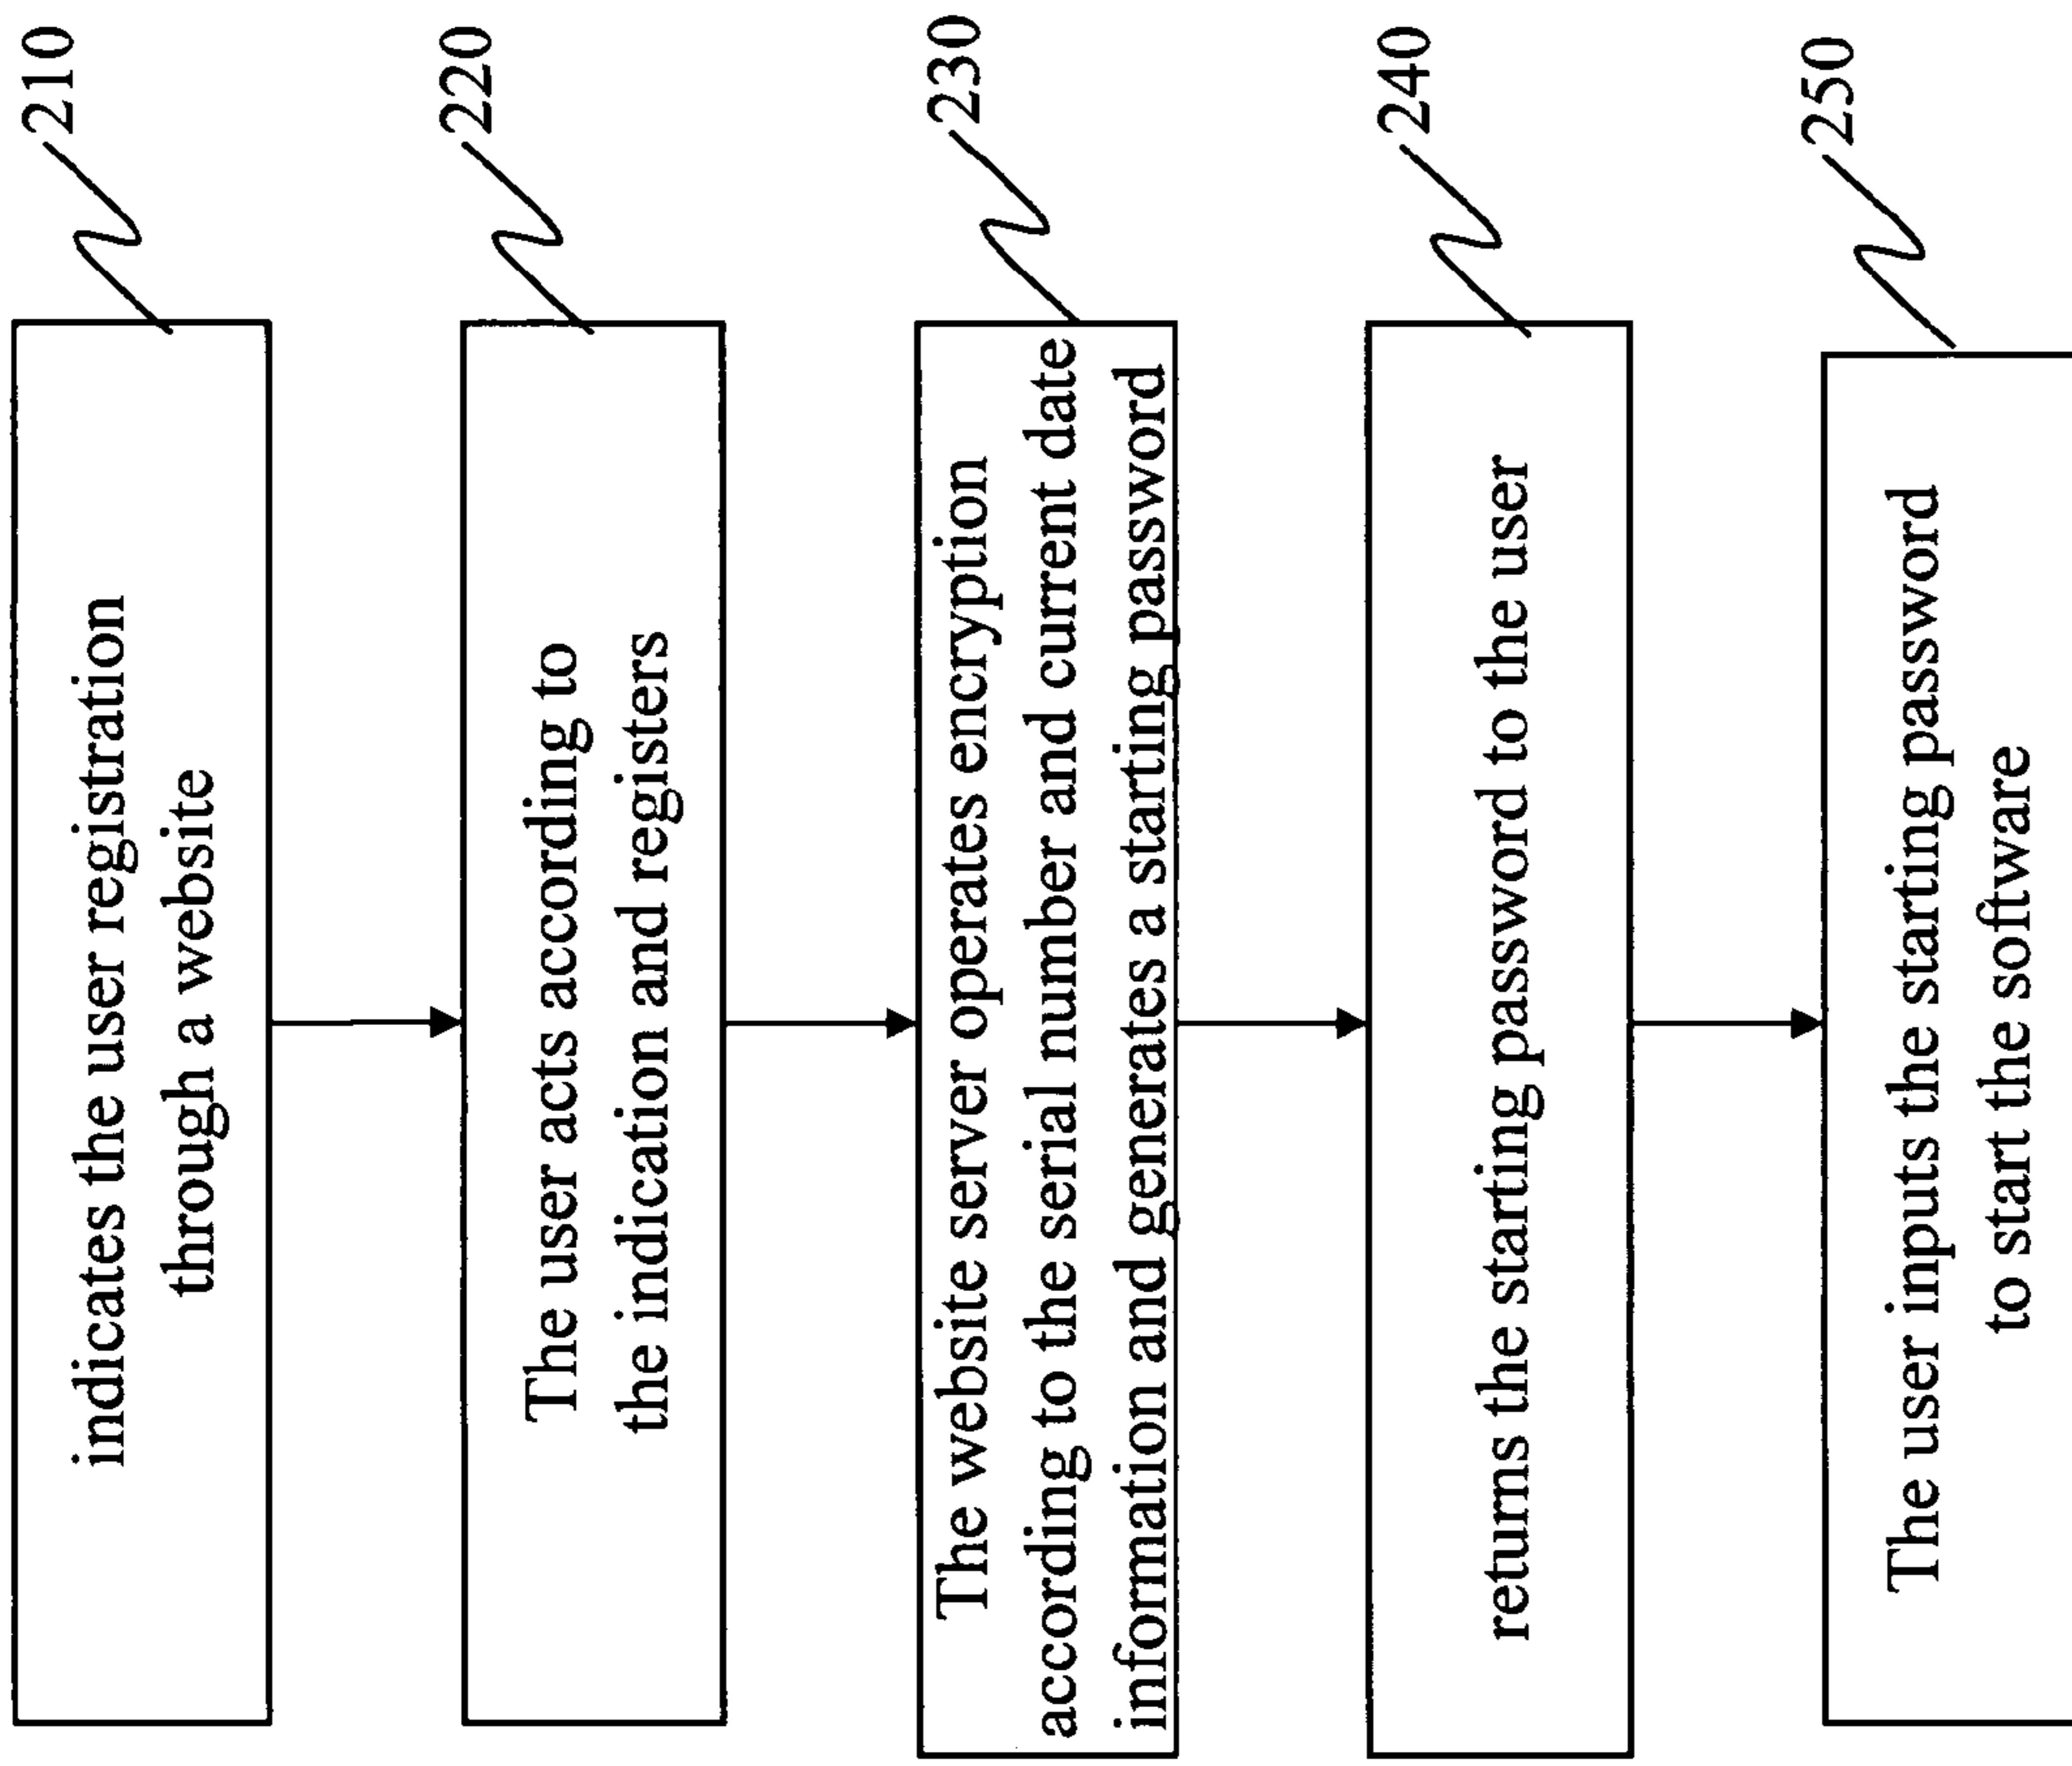 indicates the user registration
through a website
210
The user acts according to
the indication and registers
220
The website server operates encryption
according to the serial number and current date
information and generates a starting password
230
returns the starting password to the user
240
The user inputs the starting password
to start the software
250